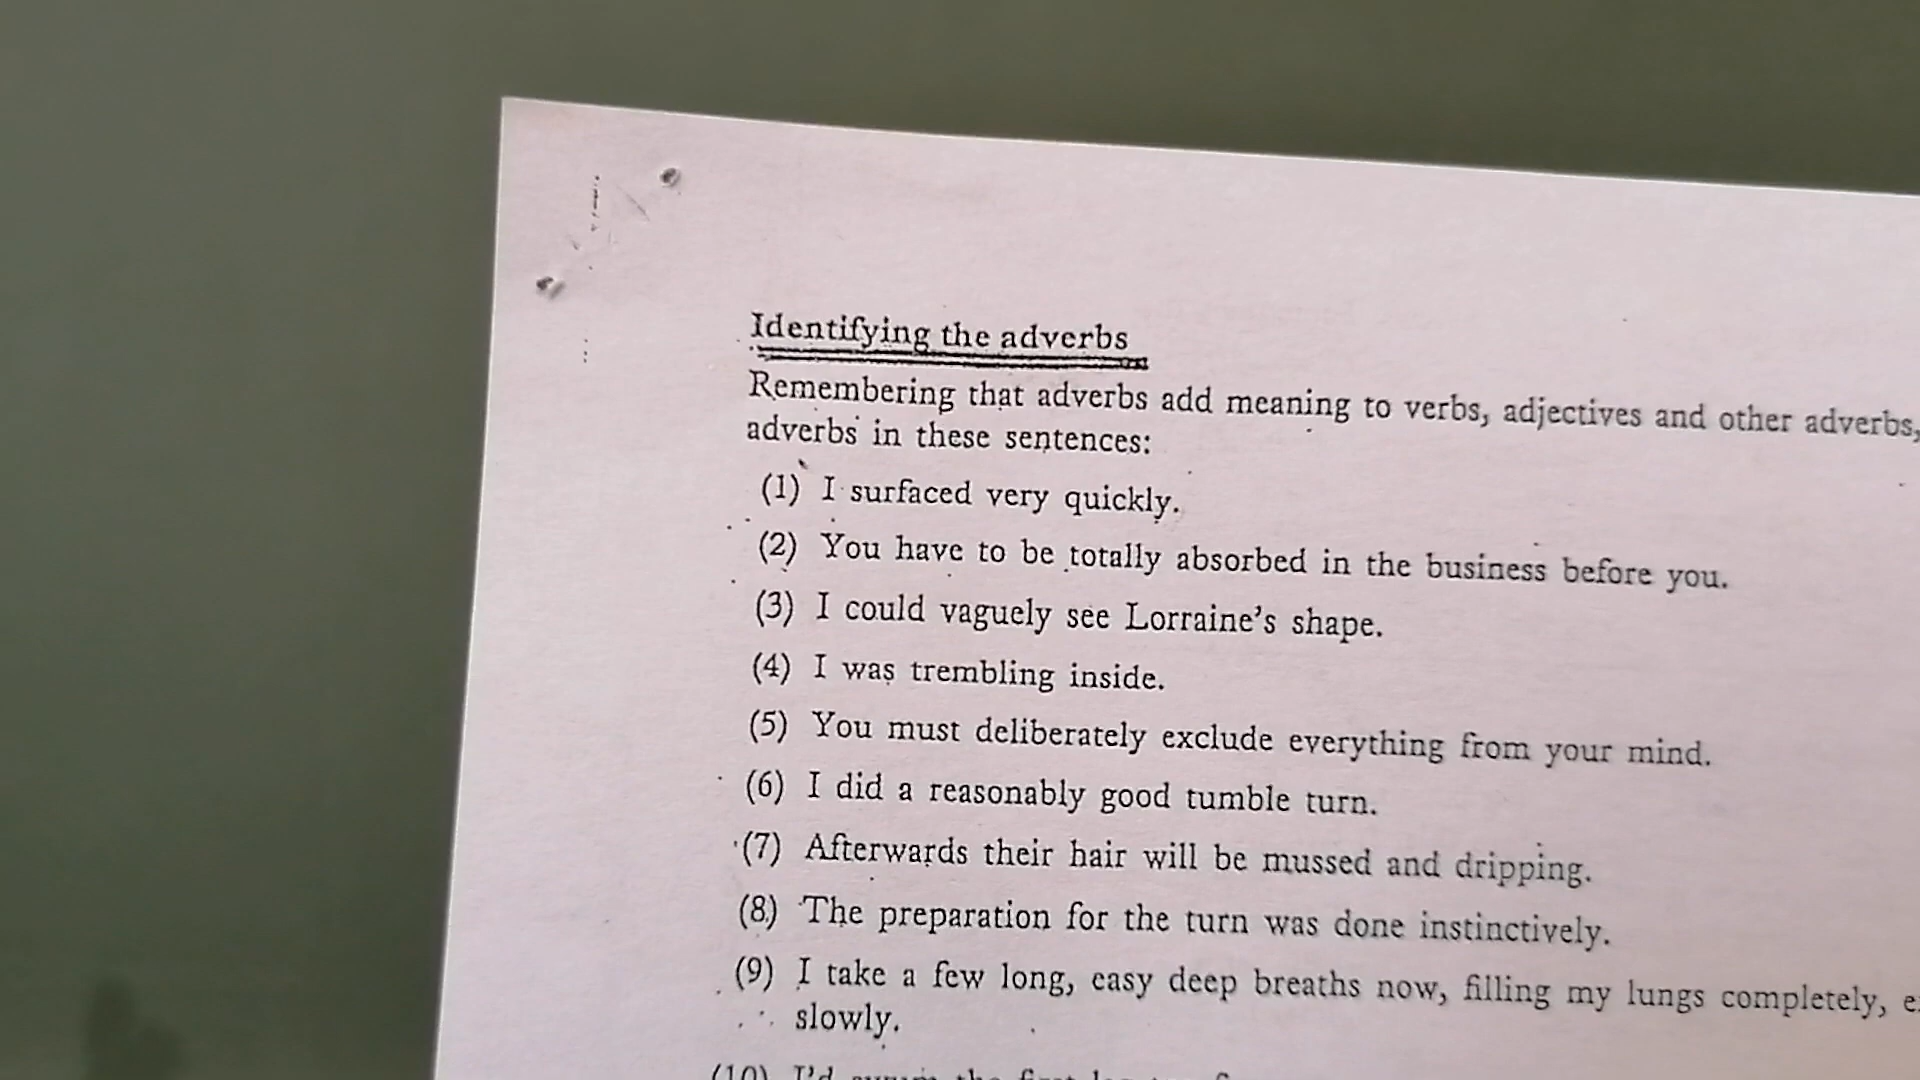 Identifying the adverbs
Remembering that adverbs add meaning to verbs, adjectives and other adverbs,
adverbs in these sentences:
(1) I surfaced very quickly.
(2) You have to be totally absorbed in the business before you.
(3) I could vaguely see Lorraine's shape.
(4) I was trembling inside.
(5) You must deliberately exclude everything from your mind.
(6) I did a reasonably good tumble turn.
(7) Afterwards their hair will be mussed and dripping.
(8) The preparation for the turn was done instinctively.
(9) I take a few long, easy deep breaths now, filling my lungs completely,
slowly.
(10) I'd swum the first